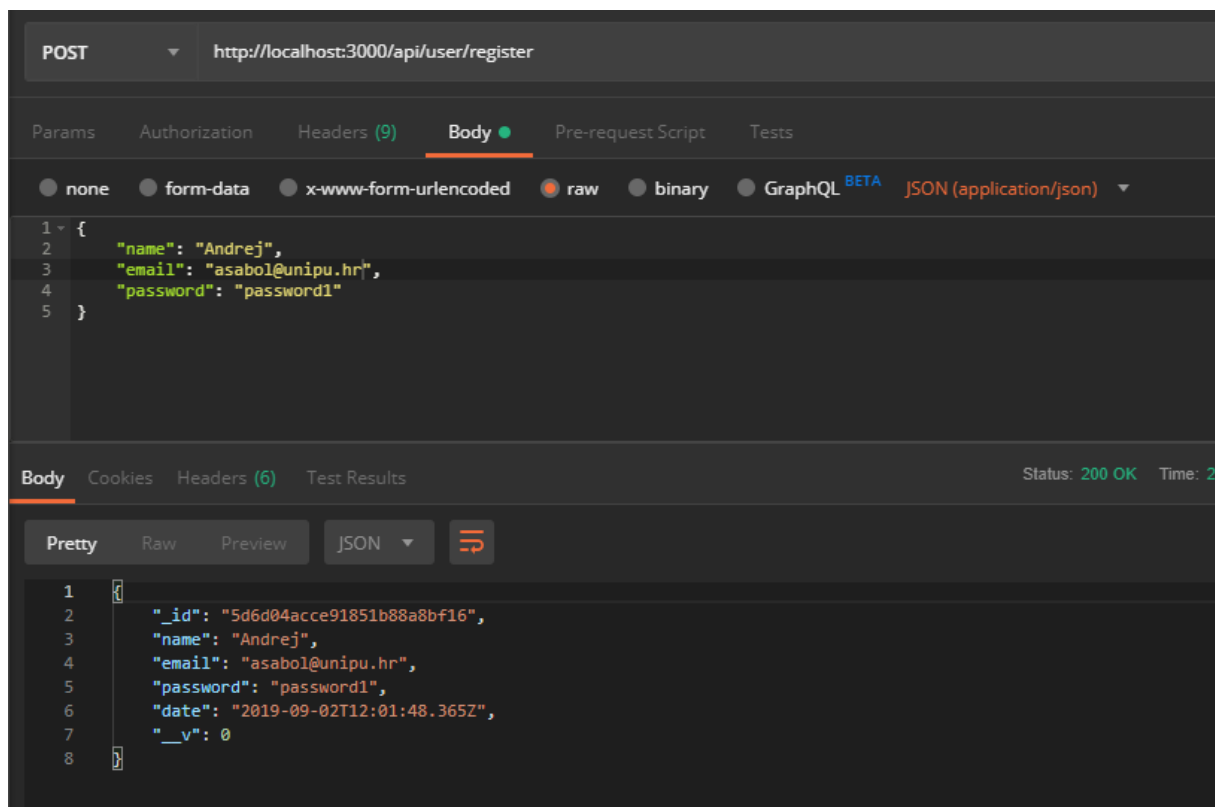 POST http://localhost:3000/api/user/register
Params Authorization Headers (9) Body Pre-request Script Tests
none form-data x-www-form-urlencoded raw binary GraphQL BETA JSON (application/json)
1 {
2 "name": "Andrej",
3 "email": "asabol@unipu.hr",
4 "password": "password1"
5 }
Body Cookies Headers (6) Test Results Status: 200 OK Time: 2
Pretty Raw Preview JSON
1 {
2 "_id": "5d6d04acce91851b88a8bf16",
3 "name": "Andrej",
4 "email": "asabol@unipu.hr",
5 "password": "password1",
6 "date": "2019-09-02T12:01:48.365Z",
7 "__v": 0
8 }